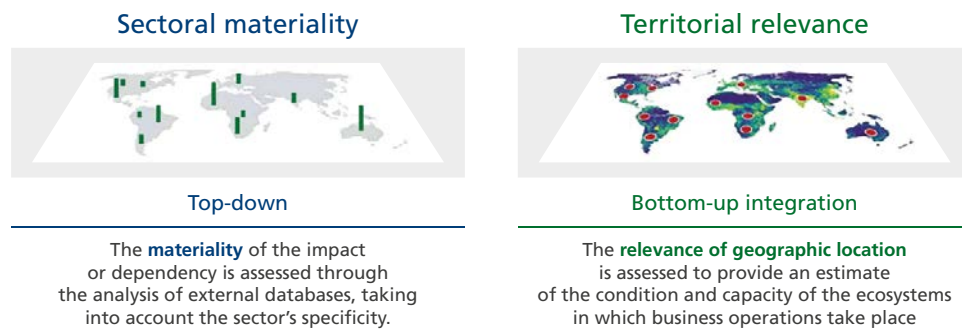 Sectoral materiality
Top-down
The materiality of the impact
or dependency is assessed through
the analysis of external databases, taking
into account the sector's specificity.
Territorial relevance
Bottom-up integration
The relevance of geographic location
is assessed to provide an estimate
of the condition and capacity of the ecosystems
in which business operations take place